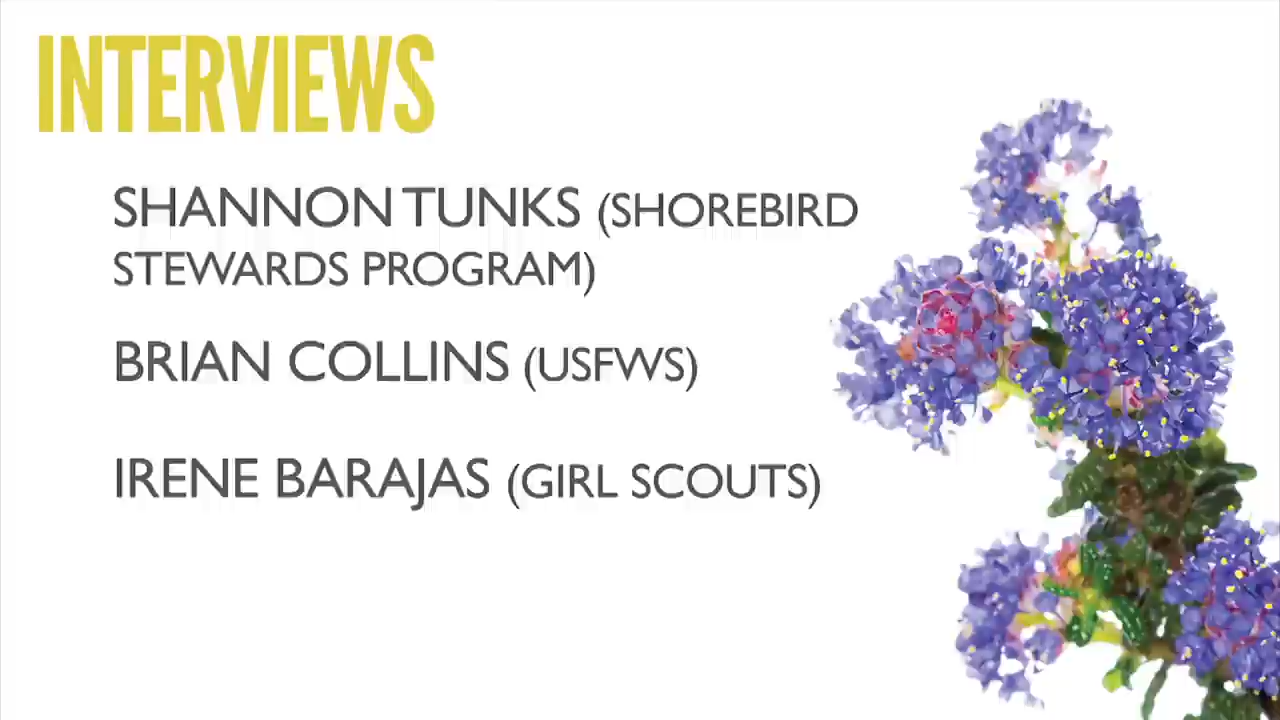 INTERVIEWS
SHANNON TUNKS (SHOREBIRD
STEWARDS PROGRAM)
BRIAN COLLINS (USFWS)
IRENE BARAJAS (GIRL SCOUTS)